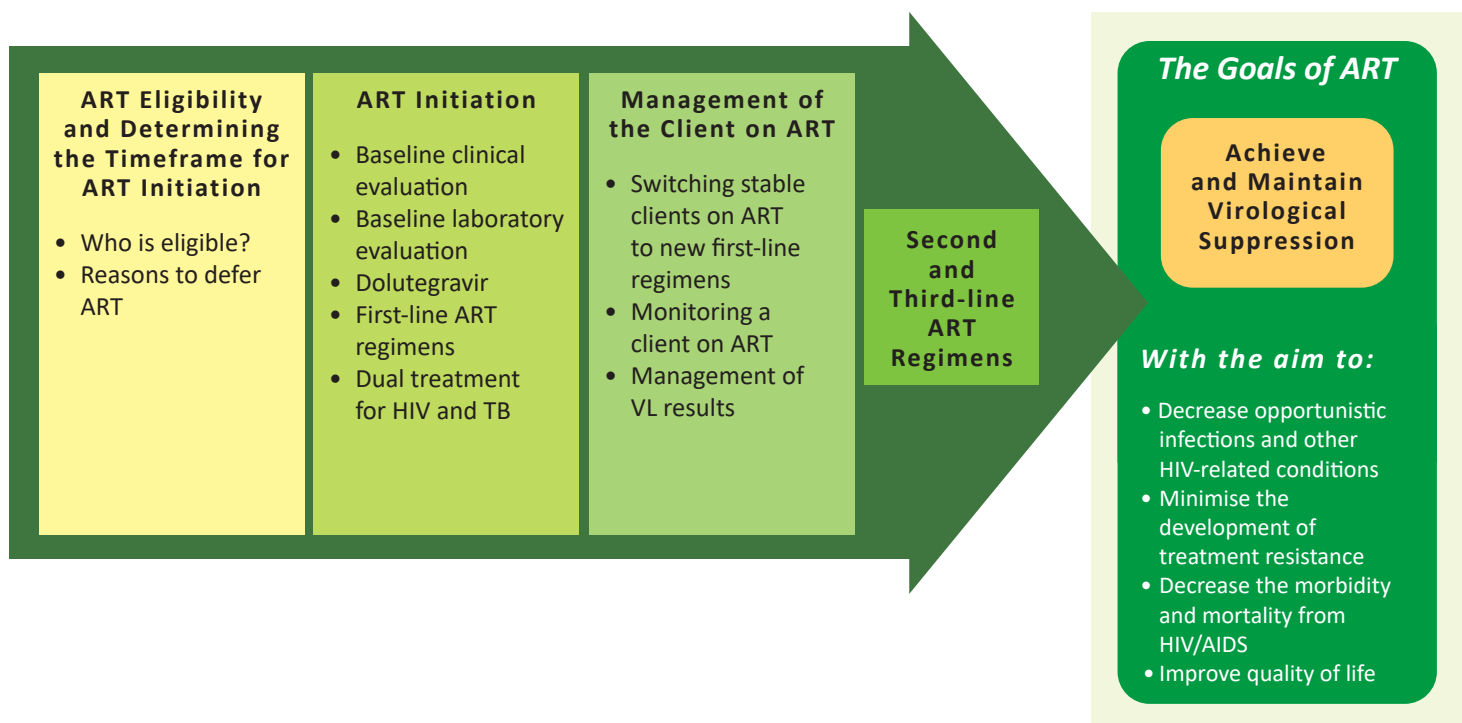 ART Eligibility
and Determining
the Timeframe for
ART Initiation
• Who is eligible?
• Reasons to defer
ART
ART Initiation
• Baseline clinical
evaluation
• Baseline laboratory
evaluation
• Dolutegravir
• First-line ART
regimens
• Dual treatment
for HIV and TB
Management of
the Client on ART
• Switching stable
clients on ART
to new first-line
regimens
• Monitoring a
client on ART
• Management of
VL results
Second
and
Third-line
ART
Regimens
The Goals of ART
Achieve
and Maintain
Virological
Suppression
With the aim to:
• Decrease opportunistic
infections and other
HIV-related conditions
• Minimise the
development of
treatment resistance
• Decrease the morbidity
and mortality from
HIV/AIDS
• Improve quality of life